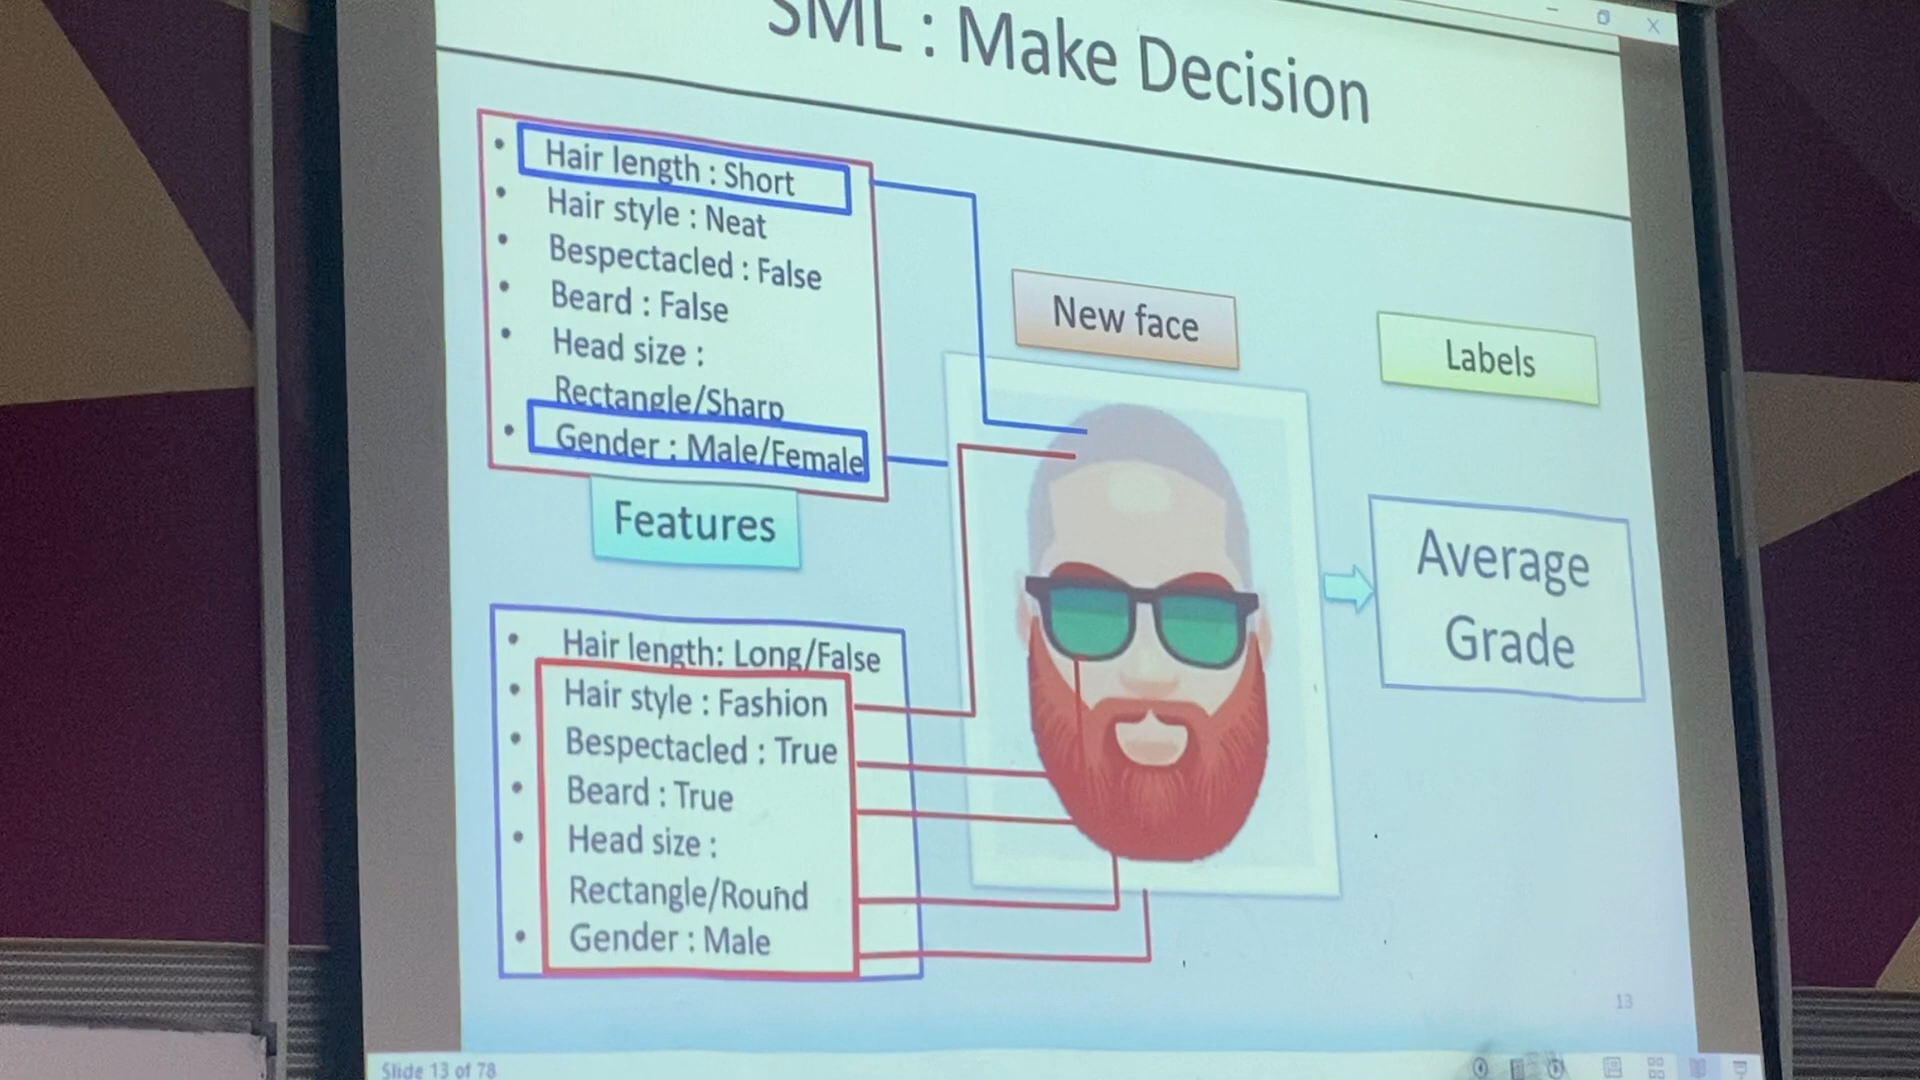 SML : Make Decision
Hair length : Short
Hair style : Neat
Bespectacled : False
Beard : False
Head size :
Rectangle/Sharp
Gender : Male/Female
Features
New face
Labels
Average
Grade
Hair length: Long/False
Hair style : Fashion
Bespectacled : True
Beard : True
Head size :
Rectangle/Round
Gender : Male
13
Slide 13 of 78